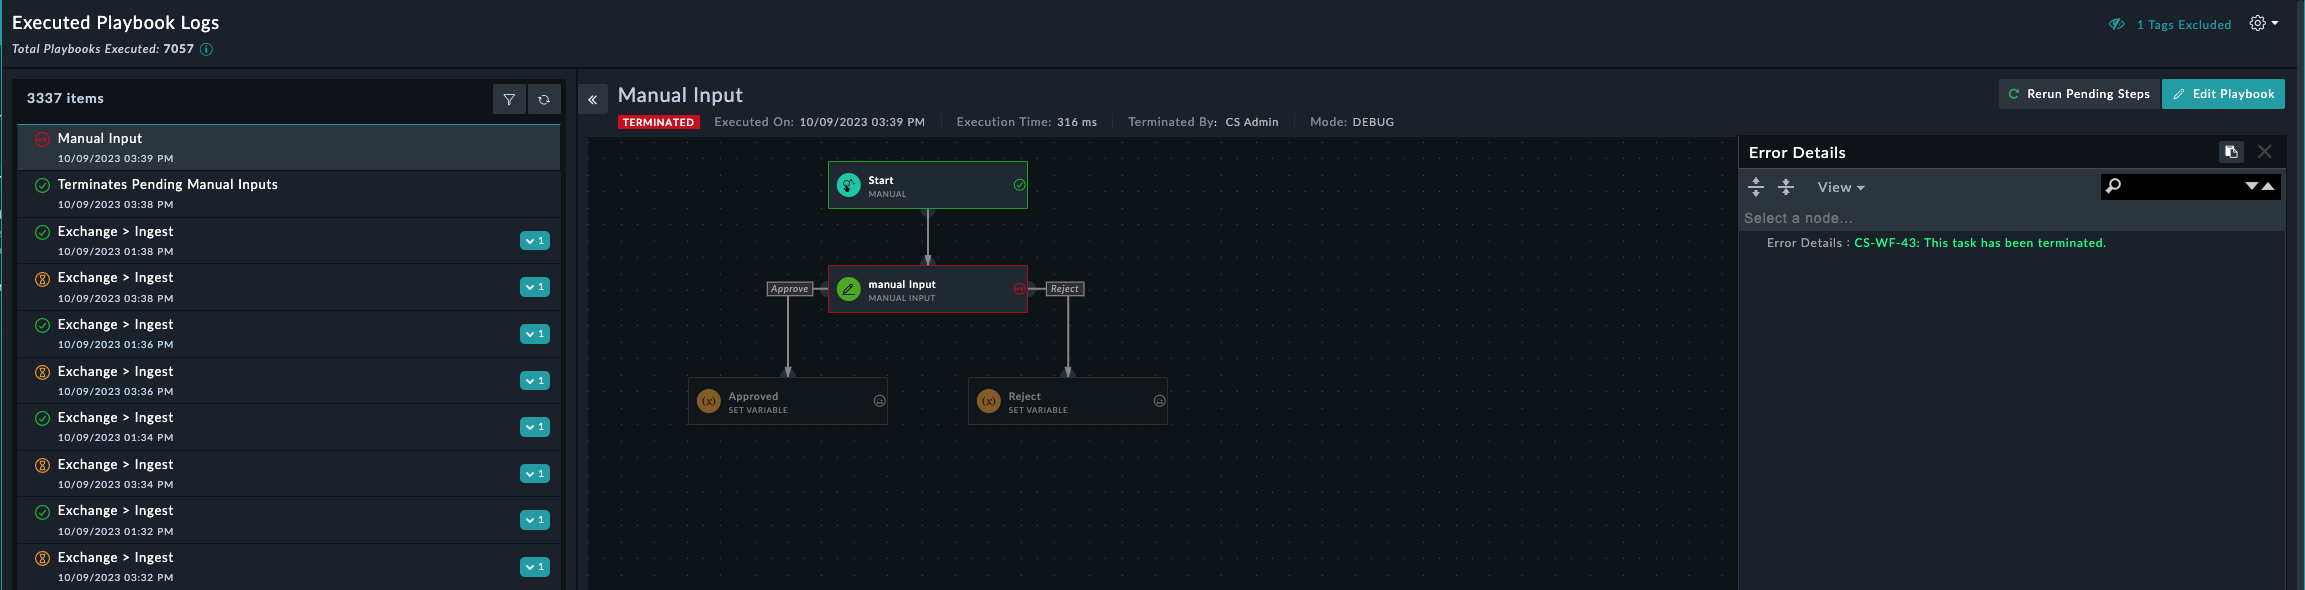 Executed Playbook Logs
Total Playbooks Executed: 7057
1 Tags Excluded
3337 items
Manual Input
10/09/2023 03:39 PM
Terminates Pending Manual Inputs
10/09/2023 03:38 PM
Exchange > Ingest
10/09/2023 01:38 PM
1
Exchange > Ingest
10/09/2023 03:38 PM
1
Exchange > Ingest
10/09/2023 01:36 PM
1
Exchange > Ingest
10/09/2023 03:36 PM
1
Exchange > Ingest
10/09/2023 01:34 PM
1
Exchange > Ingest
10/09/2023 03:34 PM
1
Exchange > Ingest
10/09/2023 01:32 PM
1
Exchange > Ingest
10/09/2023 03:32 PM
1
Manual Input
TERMINATED Executed On: 10/09/2023 03:39 PM Execution Time: 316 ms Terminated By: CS Admin Mode: DEBUG
Rerun Pending Steps
Edit Playbook
Start
MANUAL
manual Input
MANUAL INPUT
Approve
Reject
Approved
SET VARIABLE
Reject
SET VARIABLE
Error Details
View
Select a node...
Error Details : CS-WF-43: This task has been terminated.